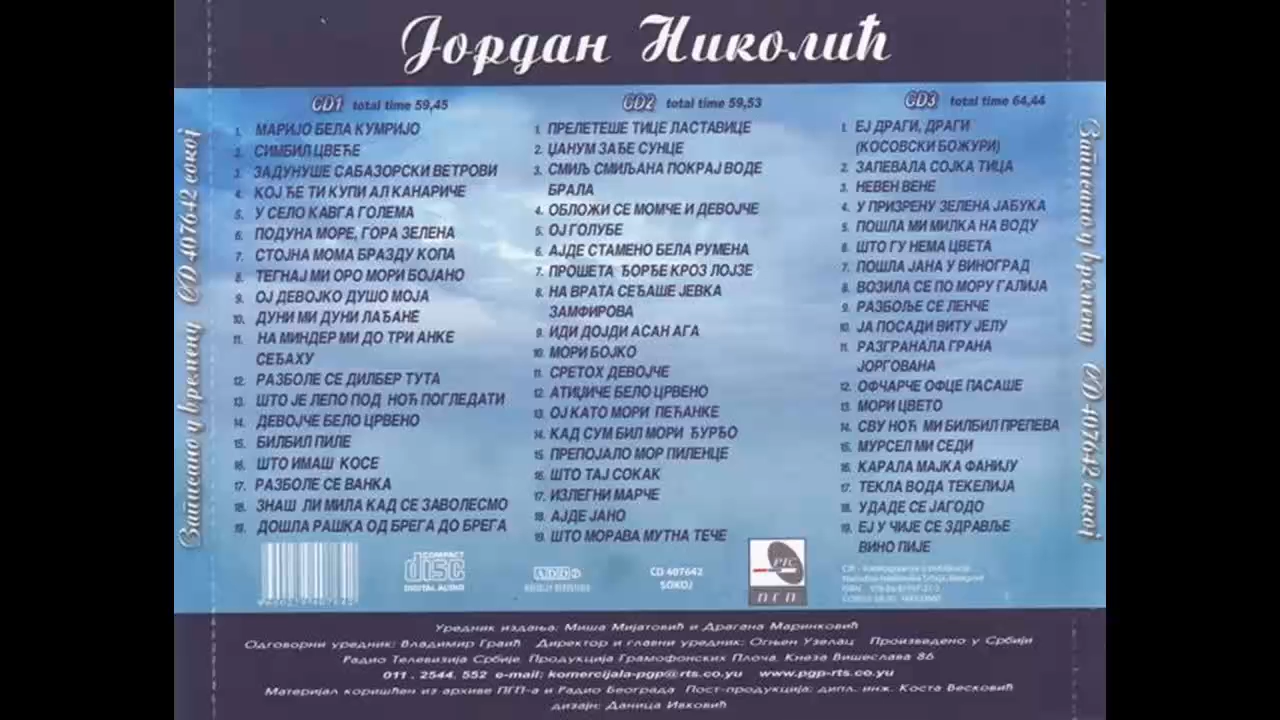 Јордан Николић
CD1 total time 59,45
1. МАРИЈО БЕЛА КУМРИЈО
2. СИМБИЛ ЦВЕЋЕ
3. ЗАДУНУШЕ САБАЗОРСКИ ВЕТРОВИ
4. КОЈ ЋЕ ТИ КУПИ АЛ КАНАРИЧЕ
5. У СЕЛО КАВГА ГОЛЕМА
6. ПОДУНА МОРЕ, ГОРА ЗЕЛЕНА
7. СТОЈНА МОМА БРАЗДУ КОПА
8. ТЕГНАЈ МИ ОРО МОРИ БОЈАНО
9. ОЈ ДЕВОЈКО ДУШО МОЈА
10. ДУНИ МИ ДУНИ ЛАЂАНЕ
11. НА МИНДЕР МИ ДО ТРИ АНКЕ
СЕЂАХУ
12. РАЗБОЛЕ СЕ ДИЛБЕР ТУТА
13. ШТО ЈЕ ЛЕПО ПОД НОЋ ПОГЛЕДАТИ
14. ДЕВОЈЧЕ БЕЛО ЦРВЕНО
15. БИЛБИЛ ПИЛЕ
16. ШТО ИМАШ КОСЕ
17. РАЗБОЛЕ СЕ ВАНКА
18. ЗНАШ ЛИ МИЛА КАД СЕ ЗАВОЛЕСМО
19. ДОШЛА РАШКА ОД БРЕГА ДО БРЕГА
CD2 total time 59,53
1. ПРЕЛЕТЕШЕ ТИЦЕ ЛАСТАВИЦЕ
2. ЏАНУМ ЗАЂЕ СУНЦЕ
3. СМИЉ СМИЉАНА ПОКРАЈ ВОДЕ
БРАЛА
4. ОБЛОЖИ СЕ МОМЧЕ И ДЕВОЈЧЕ
5. ОЈ ГОЛУБЕ
6. АЈДЕ СТАМЕНО БЕЛА РУМЕНА
7. ПРОШЕТА ЂОРЂЕ КРОЗ ЛОЈЗЕ
8. НА ВРАТА СЕЂАШЕ ЈЕВКА
ЗАМФИРОВА
9. ИДИ ДОЈДИ АСАН АГА
10. МОРИ БОЈКО
11. СРЕТОХ ДЕВОЈЧЕ
12. АТИЏИЧЕ БЕЛО ЦРВЕНО
13. ОЈ КАТО МОРИ ПЕЂАНКЕ
14. КАД СУМ БИЛ МОРИ ЂУРЂО
15. ПРЕПОЈАЛО МОР ПИЛЕНЦЕ
16. ШТО ТАЈ СОКАК
17. ИЗЛЕГНИ МАРЧЕ
18. АЈДЕ ЈАНО
19. ШТО МОРАВА МУТНА ТЕЧЕ
CD3 total time 64,44
1. ЕЈ ДРАГИ, ДРАГИ
(КОСОВСКИ БОЖУРИ)
2. ЗАПЕВАЛА СОЈКА ТИЦА
3. НЕВЕН ВЕНЕ
4. У ПРИЗРЕНУ ЗЕЛЕНА ЈАБУКА
5. ПОШЛА МИ МИЛКА НА ВОДУ
6. ШТО ГУ НЕМА ЦВЕТА
7. ПОШЛА ЈАНА У ВИНОГРАД
8. ВОЗИЛА СЕ ПО МОРУ ГАЛИЈА
9. РАЗБОЉЕ СЕ ЛЕНЧЕ
10. ЈА ПОСАДИ ВИТУ ЈЕЛУ
11. РАЗГРАНАЛА ГРАНА
ЈОРГОВАНА
12. ОФЧАРЧЕ ОФЦЕ ПАСАШЕ
13. МОРИ ЦВЕТО
14. СВУ НОЋ МИ БИЛБИЛ ПРЕПЕВА
15. МУРСЕЛ МИ СЕДИ
16. КАРАЛА МАЈКА ФАНИЈУ
17. ТЕКЛА ВОДА ТЕКЕЛИЈА
18. УДАДЕ СЕ ЈАГОДО
19. ЕЈ У ЧИЈЕ СЕ ЗДРАВЉЕ
ВИНО ПИЈЕ
Записано у времену CD 407642 сокој
Записано у времену CD 407642 сокој
COMPACT
disc
DIGITAL AUDIO
CD 407642
SOKOJ
РТС
ПГП
Уредник издања: Миша Мијатовић и Драгана Маринковић
Одговорни уредник: Владимир Граић Директор и главни уредник: Огњен Узелац Произведено у Србији
Радио Телевизија Србије, Продукција Грамофонских Плоча, Кнеза Вишеслава 86
011 . 2544. 552 e-mail: komercijala-pgp@rts.co.yu www.pgp-rts.co.yu
Материјал коришћен из архиве ПГП-а и Радио Београда Пост-продукција: дипл. инж. Коста Весковић
дизајн: Даница Ивковић